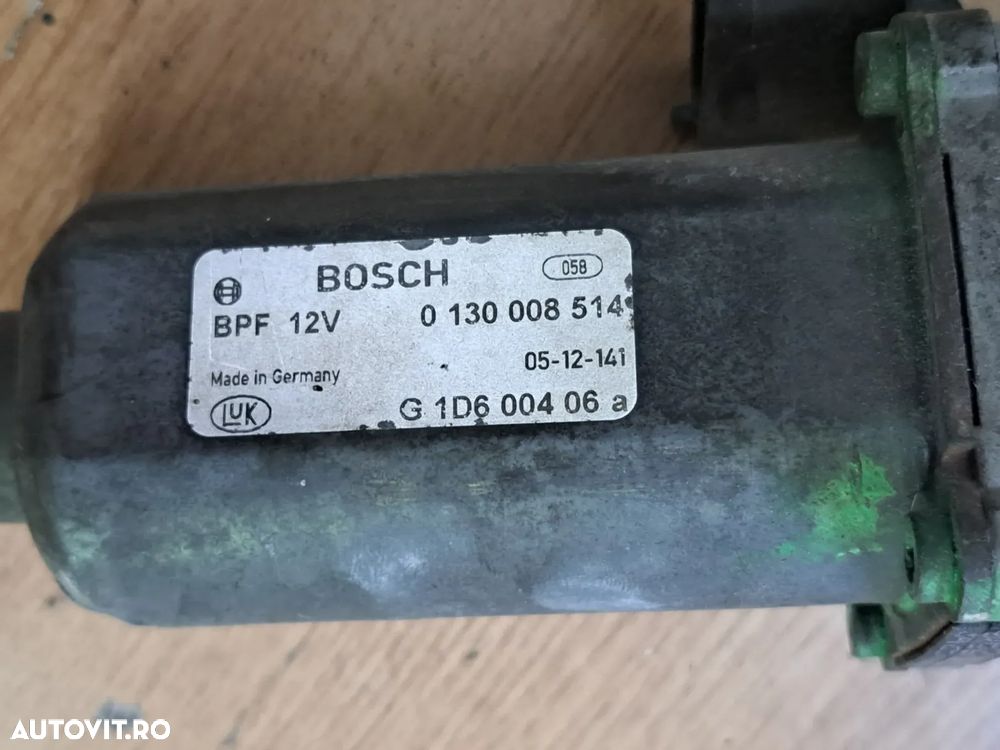 BOSCH 058
BPF 12V 0 130 008 514
05-12-141
Made in Germany
LUK G 1D6 004 06 a
AUTOVIT.RO